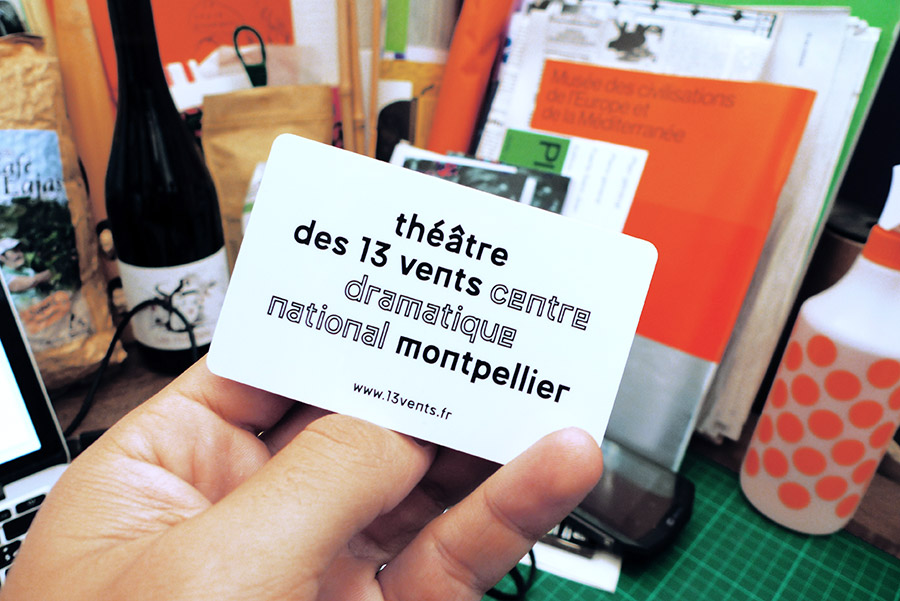 théâtre
des 13 vents centre
dramatique
national montpellier
www.13vents.fr
Musée des civilisations
de l'Europe et
de la Méditerranée